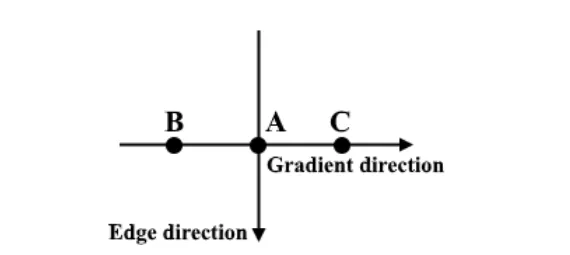 B A C
Gradient direction
Edge direction